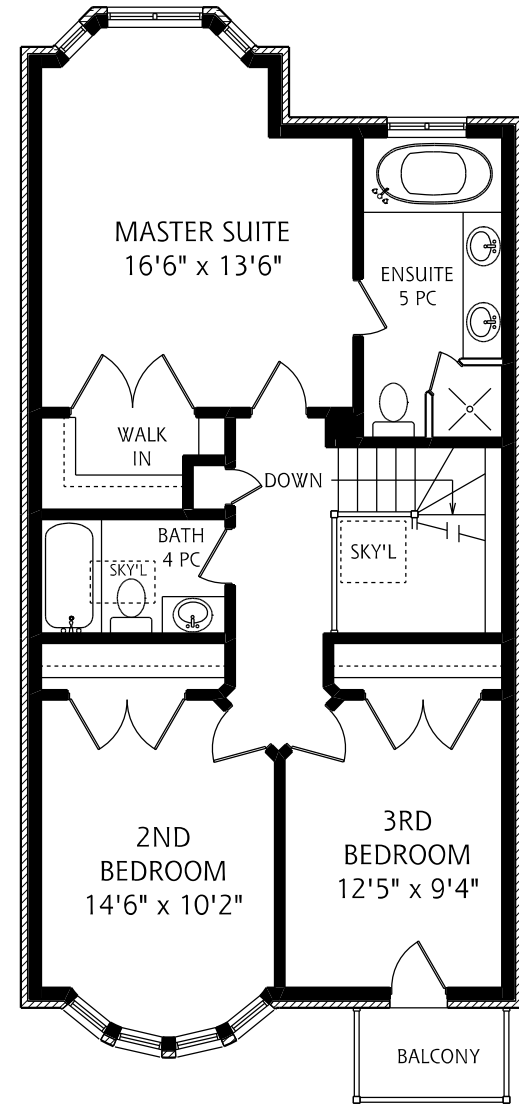 MASTER SUITE
16'6" x 13'6"
ENSUITE
5 PC
WALK
IN
DOWN
BATH
4 PC
SKY'L
SKY'L
2ND
BEDROOM
14'6" x 10'2"
3RD
BEDROOM
12'5" x 9'4"
BALCONY